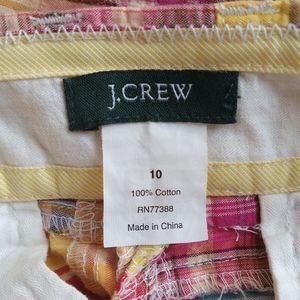 J.CREW
10
100% Cotton
RN77388
Made in China